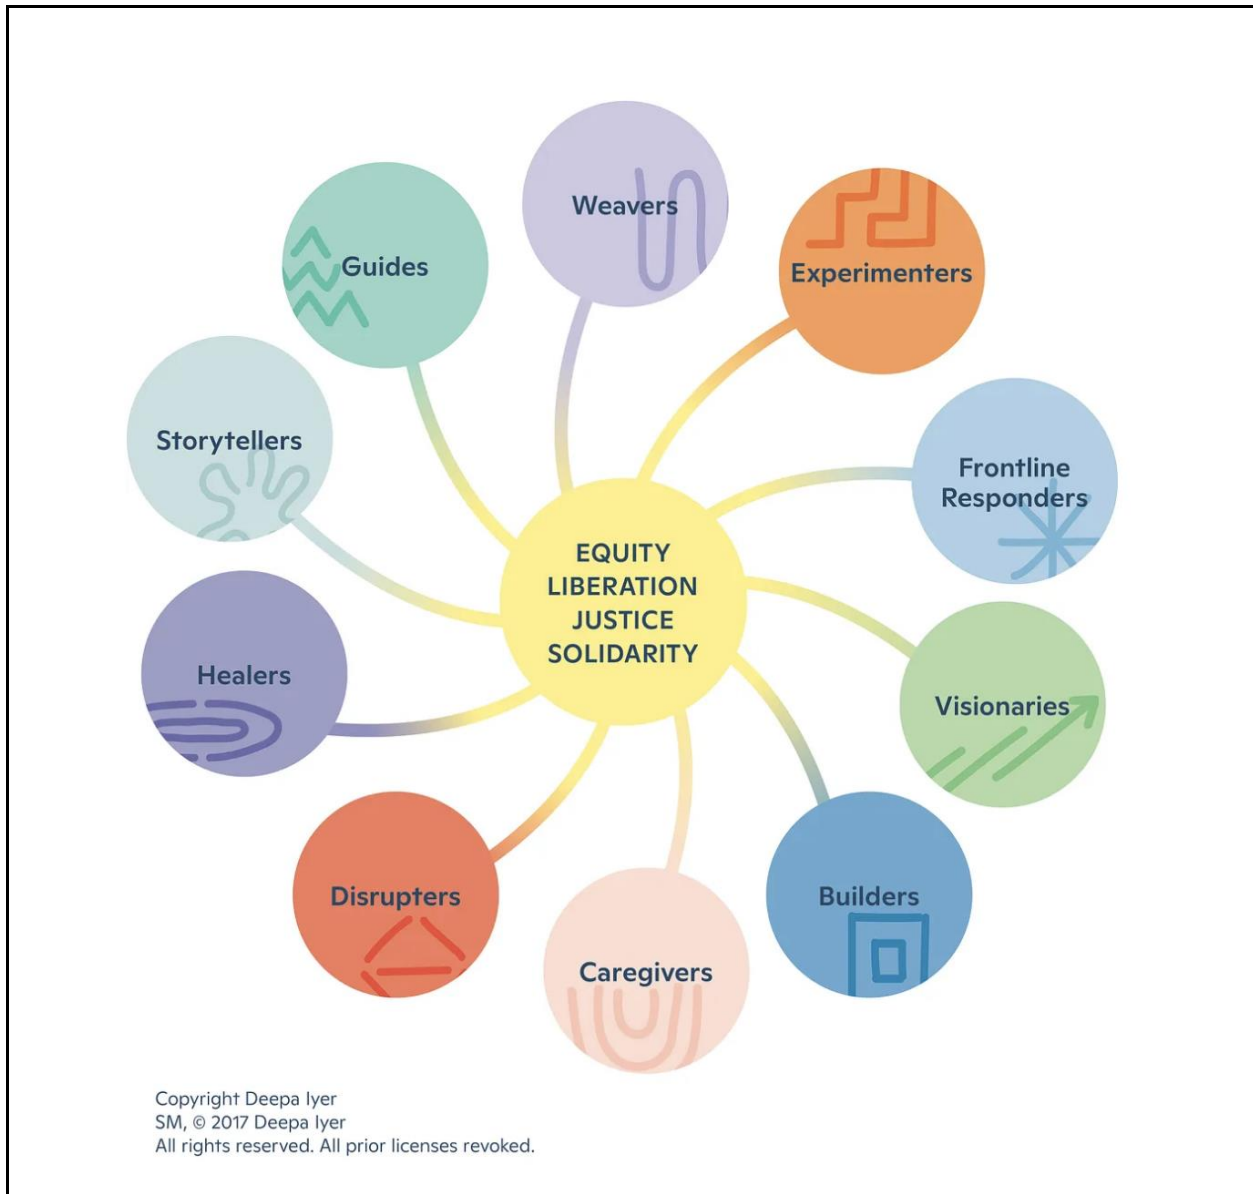 Weavers
Experimenters
Frontline
Responders
Visionaries
Builders
Caregivers
Disrupters
Healers
Storytellers
Guides
EQUITY
LIBERATION
JUSTICE
SOLIDARITY
Copyright Deepa Iyer
SM, © 2017 Deepa Iyer
All rights reserved. All prior licenses revoked.